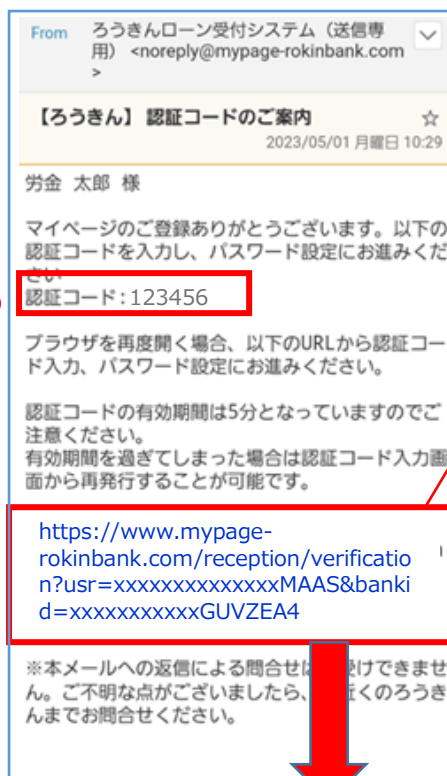 From ろうきんローン受付システム（送信専
用） <noreply@mypage-rokinbank.com
>
【ろうきん】 認証コードのご案内
2023/05/01 月曜日 10:29
労金 太郎 様
マイページのご登録ありがとうございます。以下の
認証コードを入力し、パスワード設定にお進みくだ
さい
認証コード：123456
ブラウザを再度開く場合、以下のURLから認証コー
ド入力、パスワード設定にお進みください。
認証コードの有効期間は5分となっていますのでご
注意ください。
有効期間を過ぎてしまった場合は認証コード入力画
面から再発行することが可能です。
https://www.mypage-
rokinbank.com/reception/verificatio
n?usr=xxxxxxxxxxxxxxMAAS&banki
d=xxxxxxxxxxxGUVZEA4
※本メールへの返信による問合せは 受けできませ
ん。ご不明な点がございましたら、 近くのろうき
んまでお問合せください。